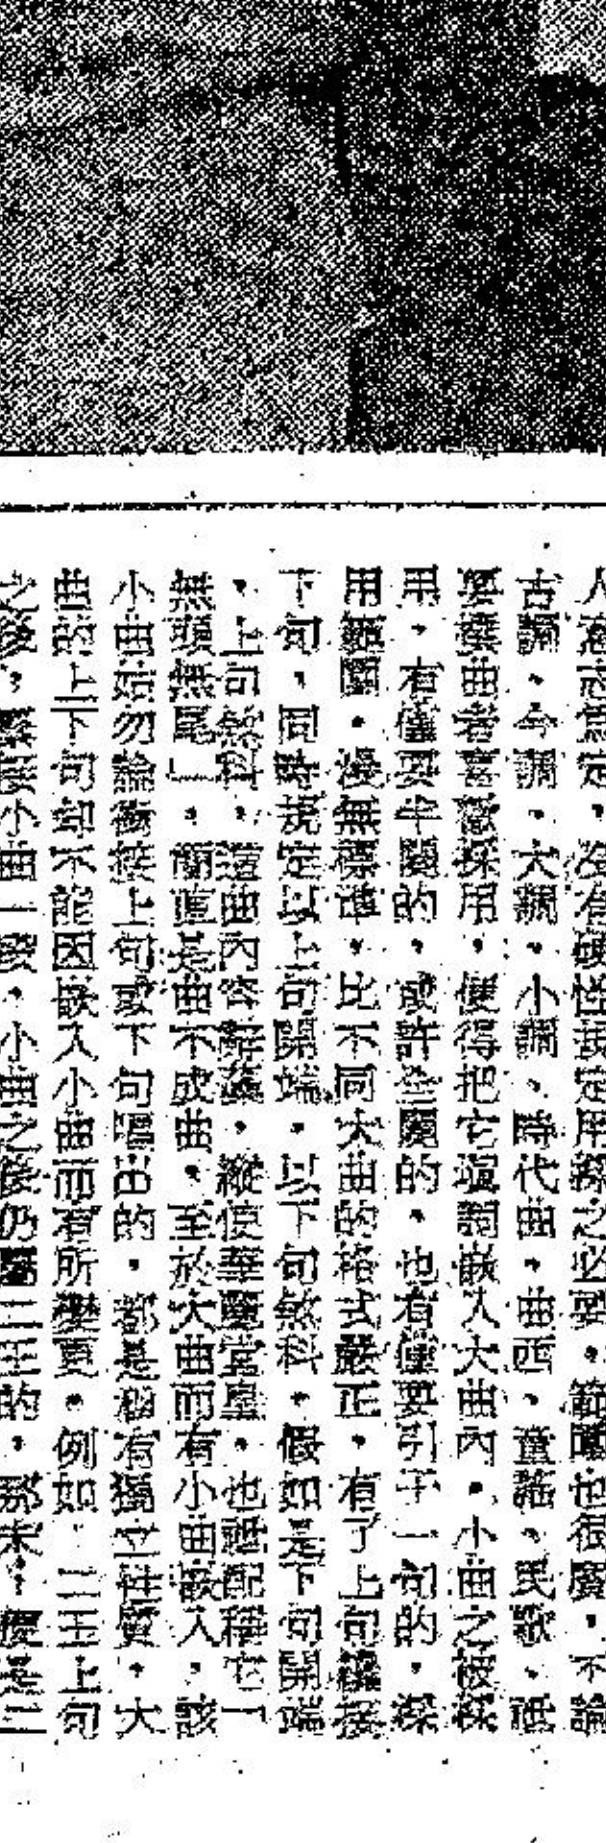 人意志為定，沒有硬性規定用採之必要。範圍也很廣，不論
古調、今調、大調、小調、時代曲、曲西、童謠、民歌、祗
要撰曲者喜歡採用，便得把它塡詞嵌入大曲內，小曲之被採
用，有僅要半闋的，或許全闋的，也有僅要引子一句的，採
用範圍，漫無標準，比不同大曲的格式嚴正，有了上句纔接
下句，同時規定以上句開端，以下句煞科，假如是下句開端
，上句煞科，這曲內容辭藻，縱使華麗堂皇，也祗配稱它「
無頭無尾」，簡直是曲不成曲，至於大曲而有小曲嵌入，該
小曲姑勿論銜接上句或下句唱出的，都是極有獨立性質，大
曲的上下句却不能因嵌入小曲而有所變更。例如：二王上句
之後，緊接小曲一段，小曲之後仍屬二王的，那末，便是二